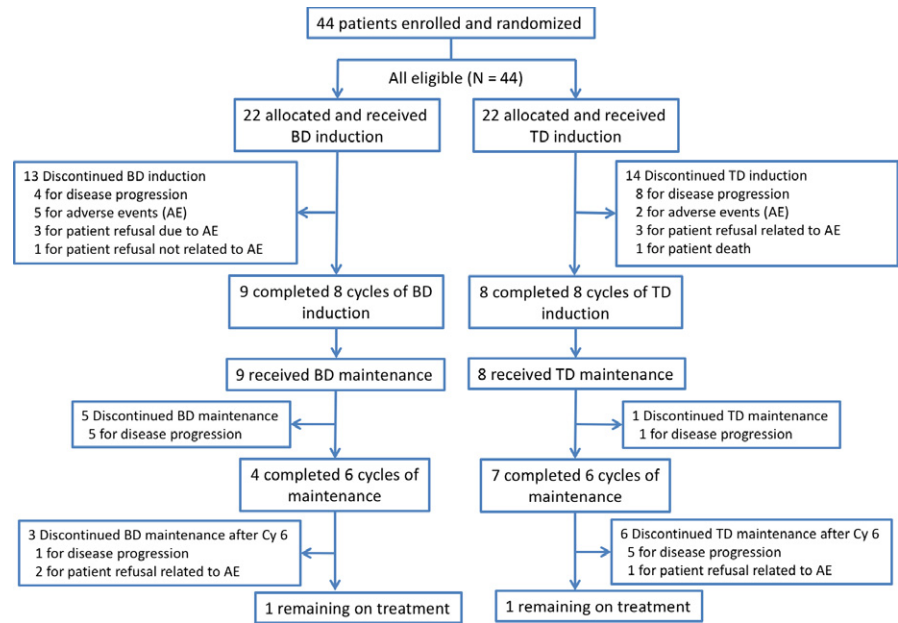 44 patients enrolled and randomized
All eligible (N = 44)
22 allocated and received
BD induction
22 allocated and received
TD induction
13 Discontinued BD induction
4 for disease progression
5 for adverse events (AE)
3 for patient refusal due to AE
1 for patient refusal not related to AE
14 Discontinued TD induction
8 for disease progression
2 for adverse events (AE)
3 for patient refusal related to AE
1 for patient death
9 completed 8 cycles of BD
induction
8 completed 8 cycles of TD
induction
9 received BD maintenance
8 received TD maintenance
5 Discontinued BD maintenance
5 for disease progression
1 Discontinued TD maintenance
1 for disease progression
4 completed 6 cycles of
maintenance
7 completed 6 cycles of
maintenance
3 Discontinued BD maintenance after Cy 6
1 for disease progression
2 for patient refusal related to AE
6 Discontinued TD maintenance after Cy 6
5 for disease progression
1 for patient refusal related to AE
1 remaining on treatment
1 remaining on treatment